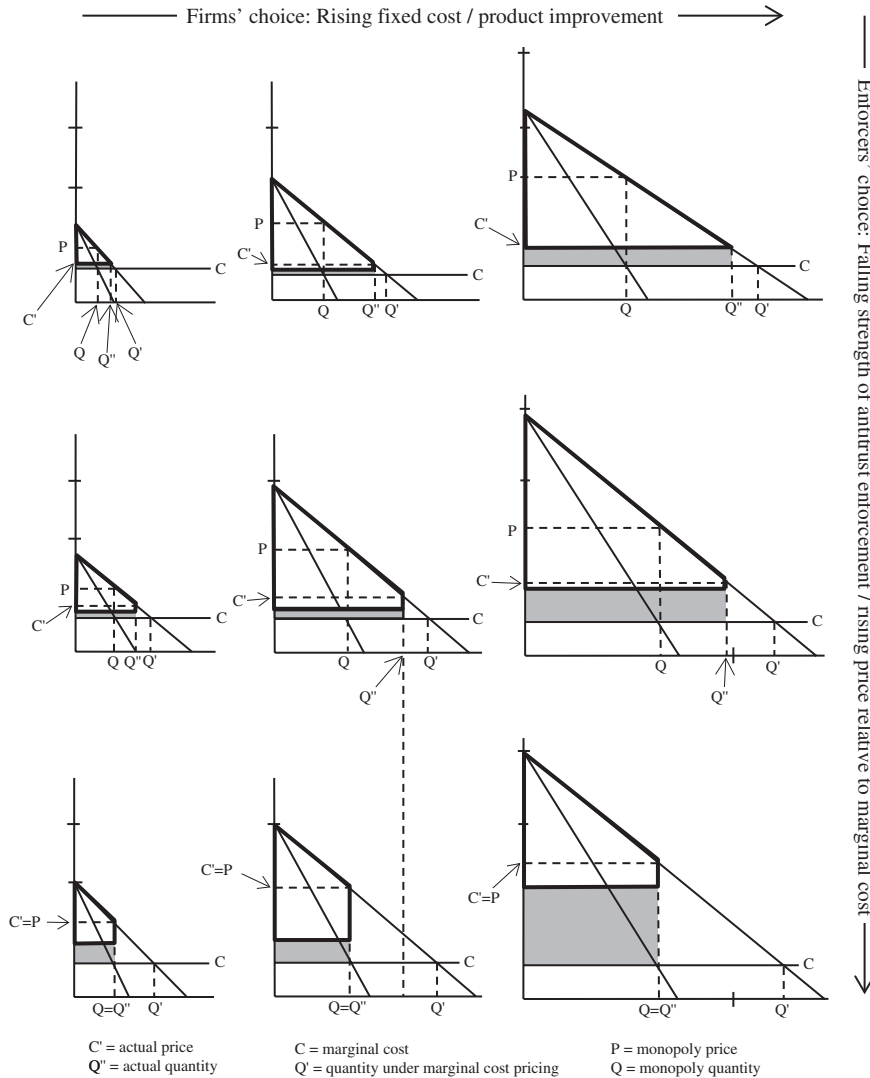 Firms' choice: Rising fixed cost / product improvement
Enforcers' choice: Falling strength of antitrust enforcement / rising price relative to marginal cost
P
C
C'
Q
Q''
Q'
P
C'
C
Q
Q''
Q'
P
C'
C
Q
Q''
Q'
P
C'
C
Q
Q''
Q'
P
C'
C
Q
Q'
Q''
P
C'
C
Q
Q''
Q'
C'=P
C
Q=Q''
Q'
C'=P
C
Q=Q''
Q'
C'=P
C
Q=Q''
Q'
C' = actual price
Q'' = actual quantity
C = marginal cost
Q' = quantity under marginal cost pricing
P = monopoly price
Q = monopoly quantity